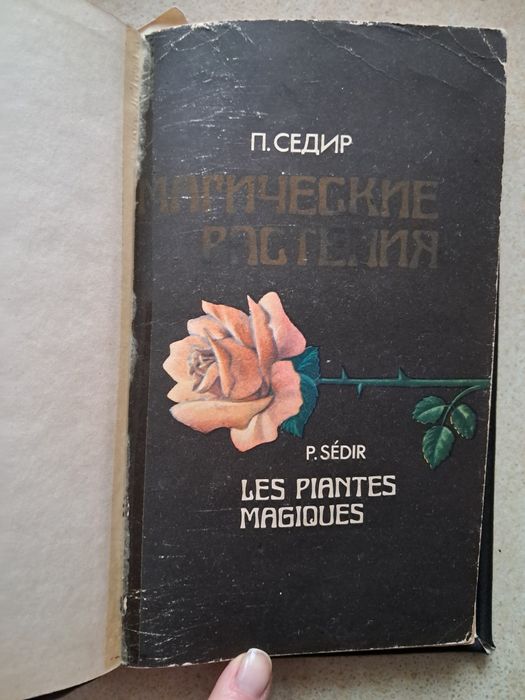 П. СЕДИР
МАГИЧЕСКИЕ
РАСТЕНИЯ
P. SÉDIR
LES PIANTES
MAGIQUES